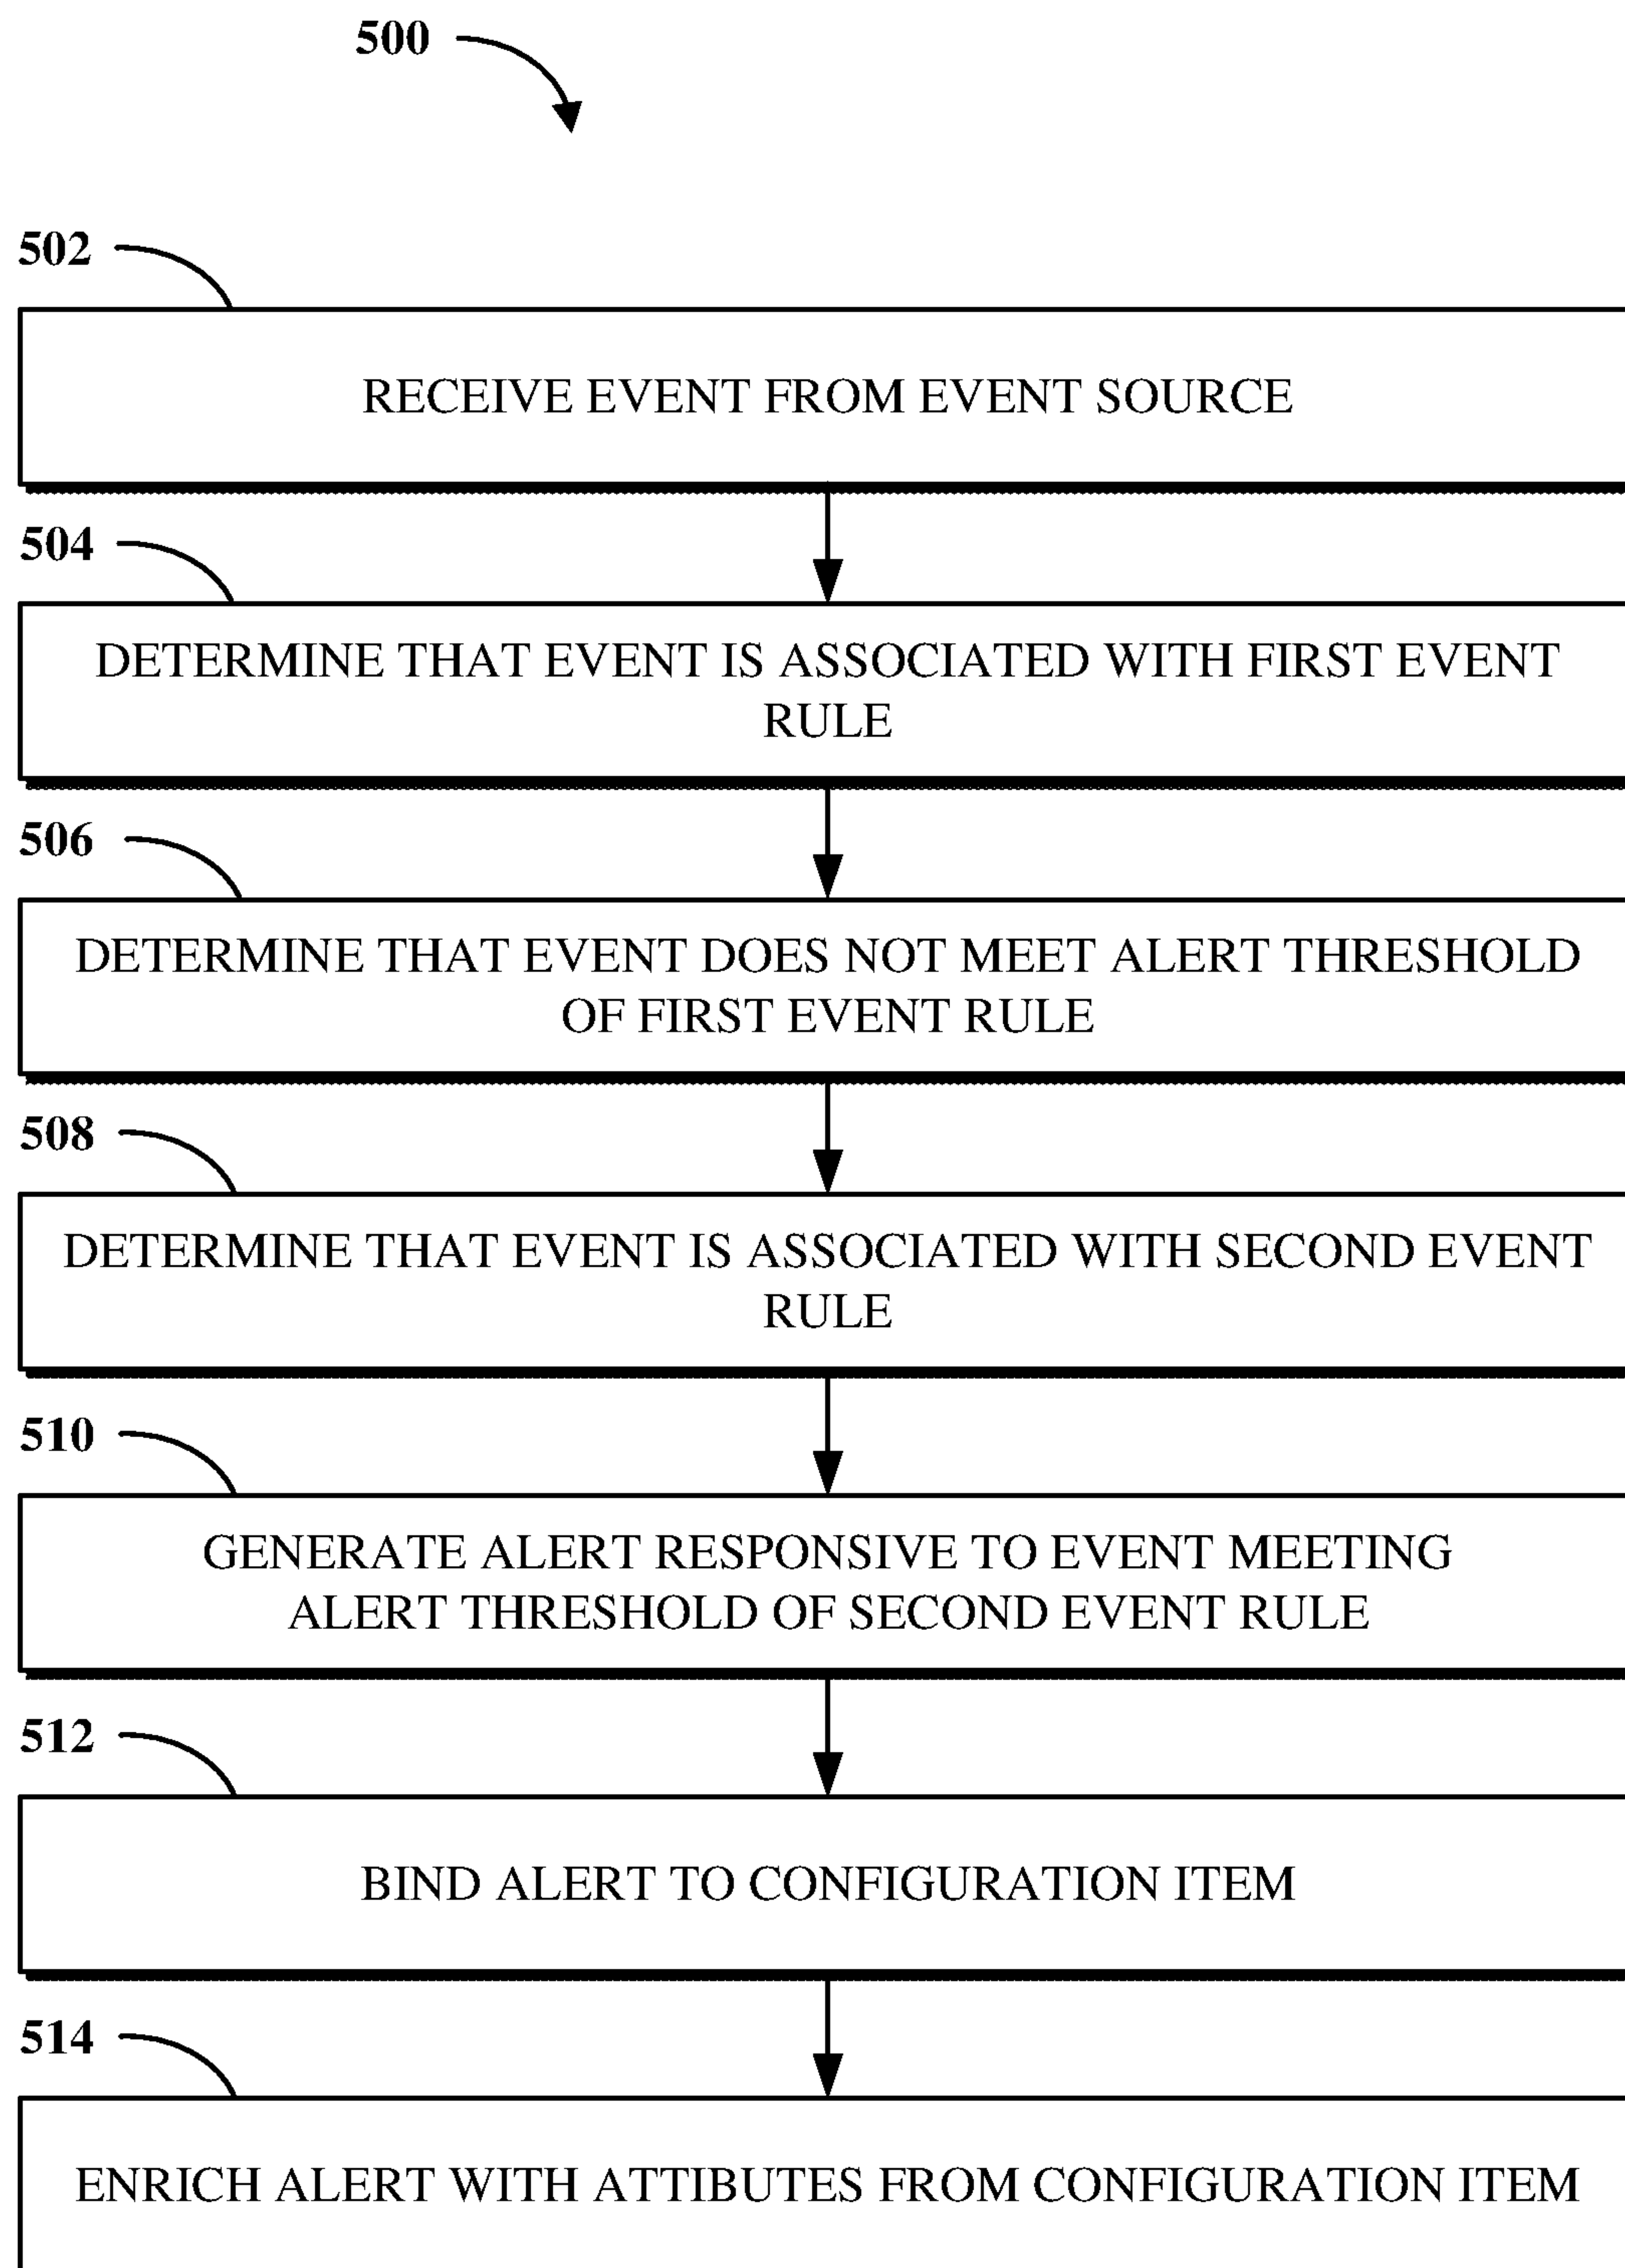 500
502
RECEIVE EVENT FROM EVENT SOURCE
504
DETERMINE THAT EVENT IS ASSOCIATED WITH FIRST EVENT
RULE
506
DETERMINE THAT EVENT DOES NOT MEET ALERT THRESHOLD
OF FIRST EVENT RULE
508
DETERMINE THAT EVENT IS ASSOCIATED WITH SECOND EVENT
RULE
510
GENERATE ALERT RESPONSIVE TO EVENT MEETING
ALERT THRESHOLD OF SECOND EVENT RULE
512
BIND ALERT TO CONFIGURATION ITEM
514
ENRICH ALERT WITH ATTIBUTES FROM CONFIGURATION ITEM